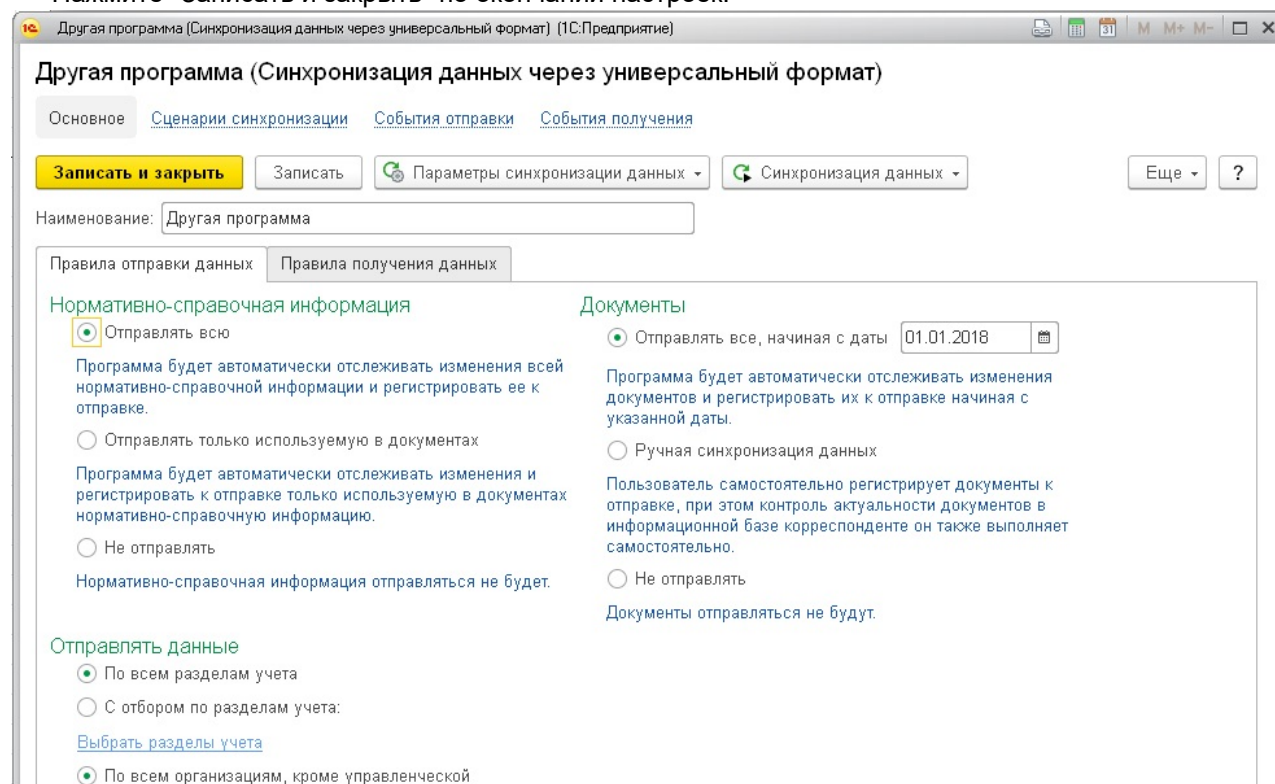 Нажмите "Записать и закрыть" по окончании настроек.
Другая программа (Синхронизация данных через универсальный формат) (1С:Предприятие)
31 M M+ M-
Другая программа (Синхронизация данных через универсальный формат)
Основное Сценарии синхронизации События отправки События получения
Записать и закрыть Записать Параметры синхронизации данных Синхронизация данных Еще ?
Наименование: Другая программа
Правила отправки данных Правила получения данных
Нормативно-справочная информация
Отправлять всю
Программа будет автоматически отслеживать изменения всей
нормативно-справочной информации и регистрировать ее к
отправке.
Отправлять только используемую в документах
Программа будет автоматически отслеживать изменения и
регистрировать к отправке только используемую в документах
нормативно-справочную информацию.
Не отправлять
Нормативно-справочная информация отправляться не будет.
Документы
Отправлять все, начиная с даты 01.01.2018
Программа будет автоматически отслеживать изменения
документов и регистрировать их к отправке начиная с
указанной даты.
Ручная синхронизация данных
Пользователь самостоятельно регистрирует документы к
отправке, при этом контроль актуальности документов в
информационной базе корреспонденте он также выполняет
самостоятельно.
Не отправлять
Документы отправляться не будут.
Отправлять данные
По всем разделам учета
С отбором по разделам учета:
Выбрать разделы учета
По всем организациям, кроме управленческой